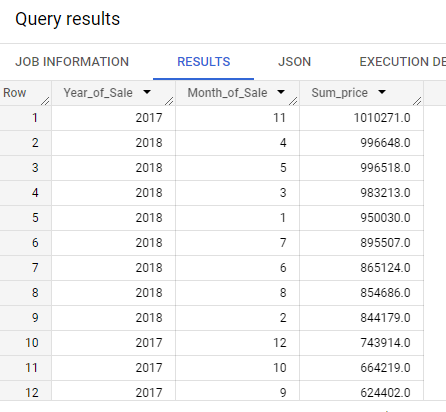 Query results
JOB INFORMATION RESULTS JSON EXECUTION DE
Row Year_of_Sale Month_of_Sale Sum_price
1 2017 11 1010271.0
2 2018 4 996648.0
3 2018 5 996518.0
4 2018 3 983213.0
5 2018 1 950030.0
6 2018 7 895507.0
7 2018 6 865124.0
8 2018 8 854686.0
9 2018 2 844179.0
10 2017 12 743914.0
11 2017 10 664219.0
12 2017 9 624402.0